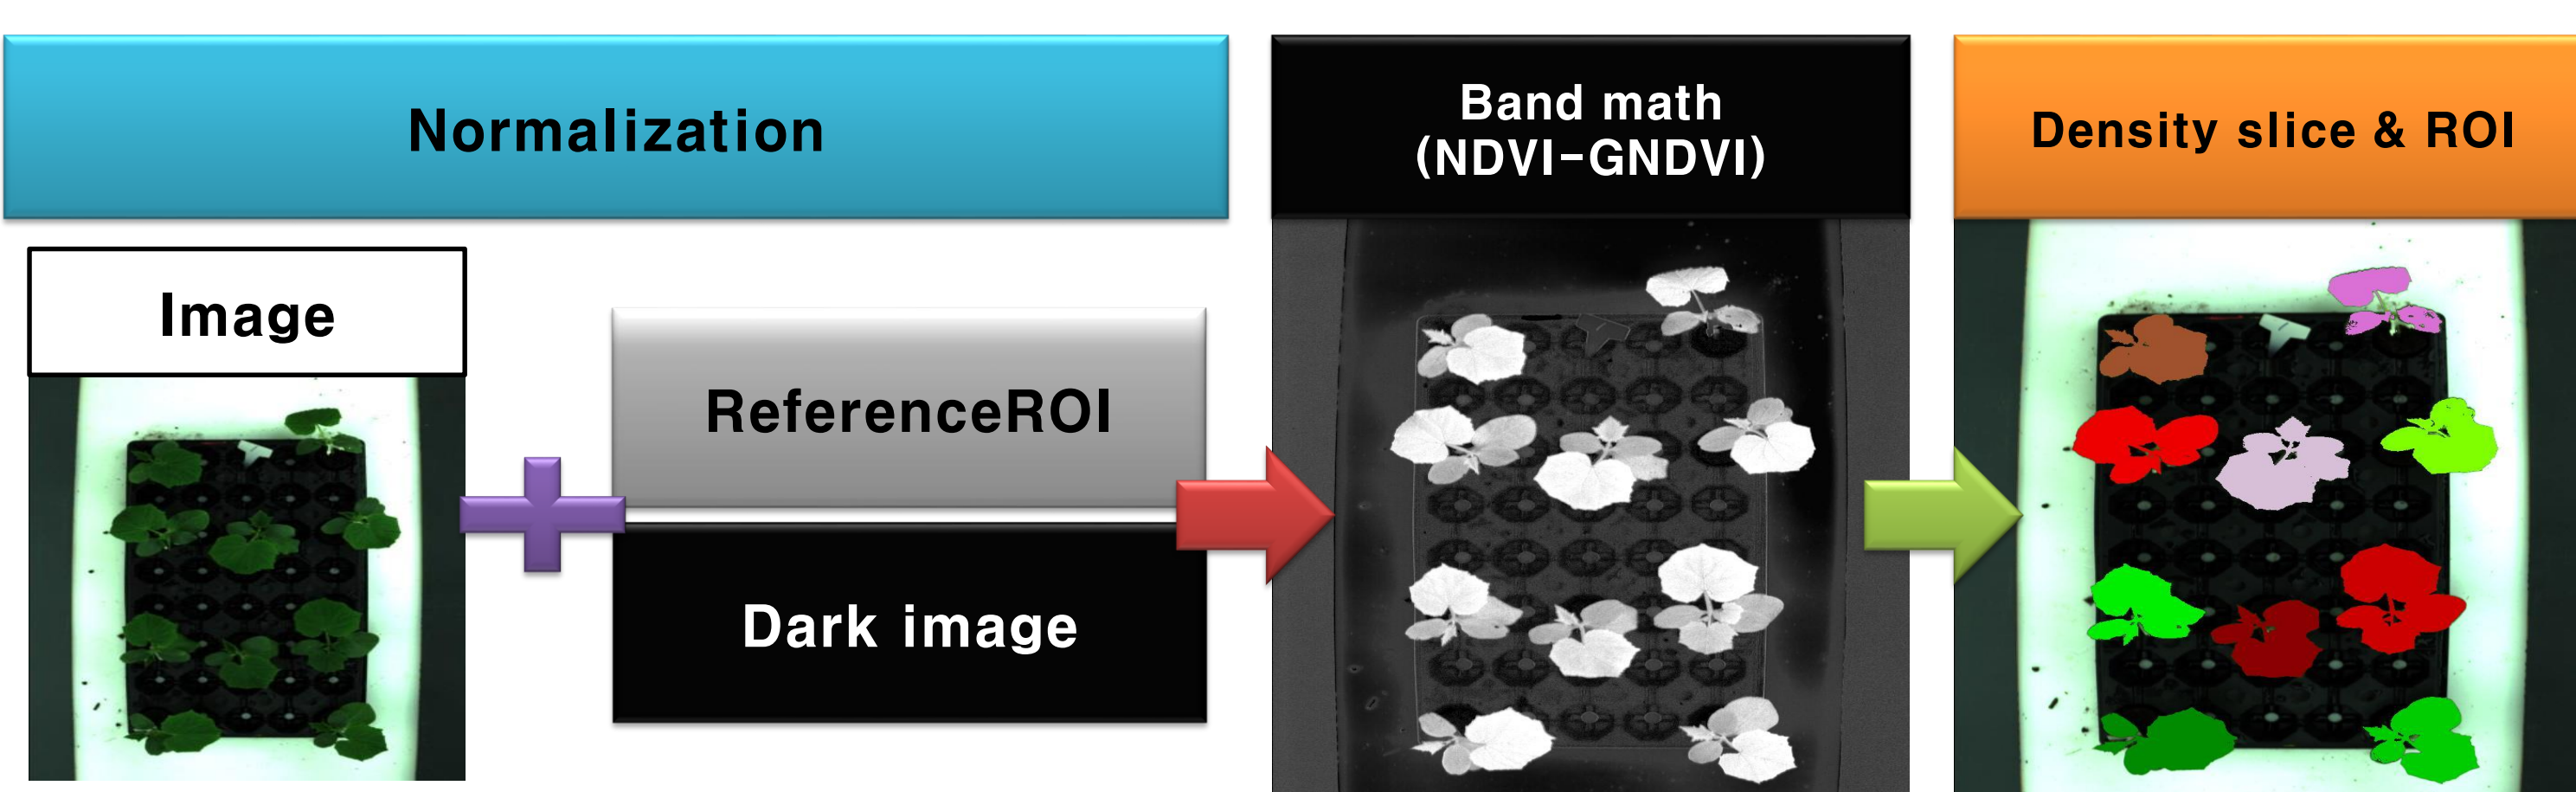 Normalization
Image
ReferenceROI
Dark image
Band math
(NDVI-GNDVI)
Density slice & ROI